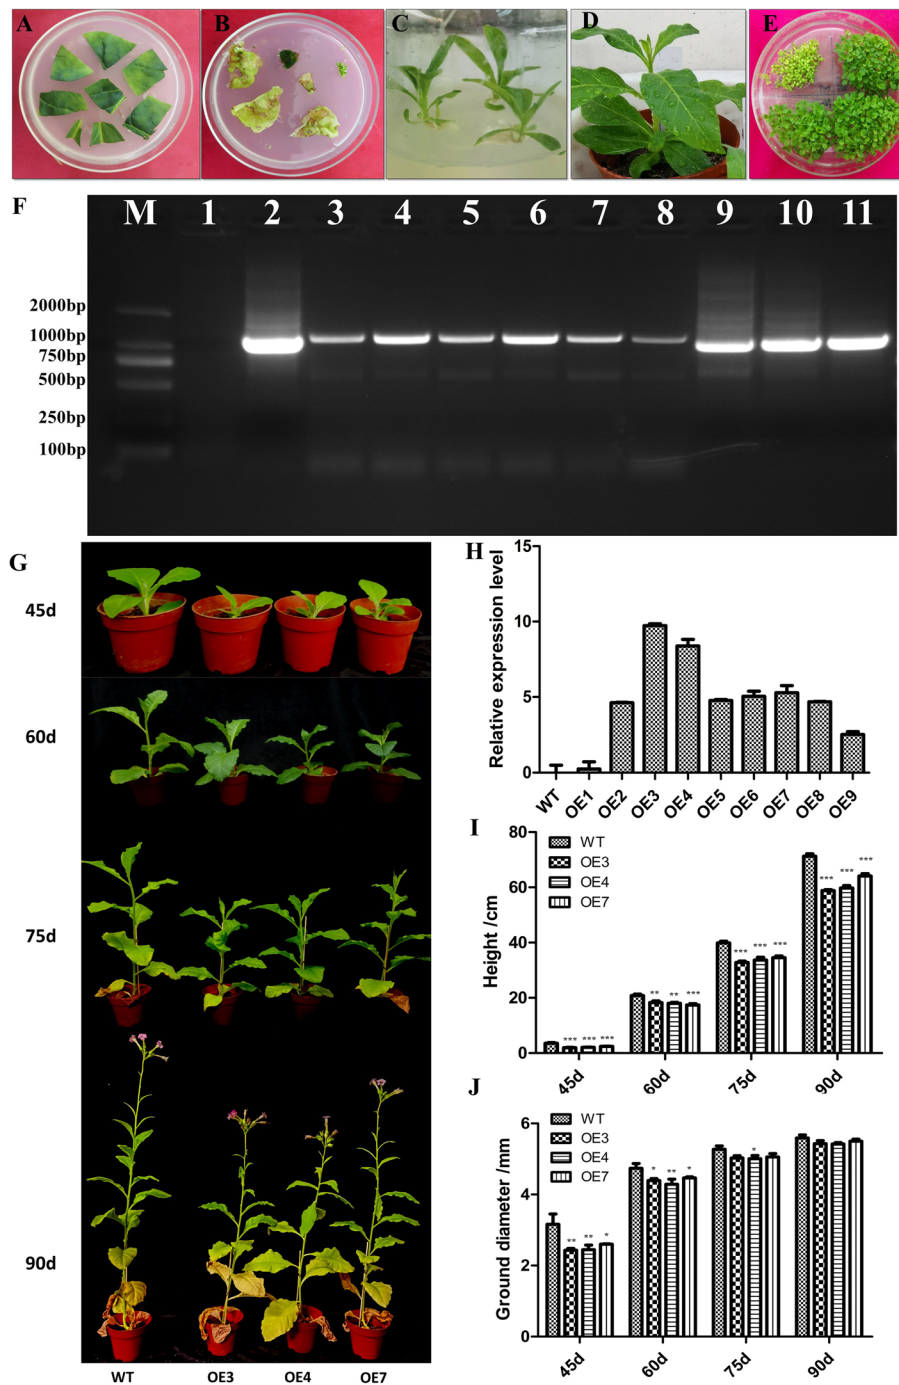 A B C D E
F
M 1 2 3 4 5 6 7 8 9 10 11
2000bp
1000bp
750bp
500bp
250bp
100bp
G
45d
60d
75d
90d
WT OE3 OE4 OE7
H
Relative expression level
15
10
5
0
WT OE1 OE2 OE3 OE4 OE5 OE6 OE7 OE8 OE9
I
Height /cm
80
60
40
20
0
WT
OE3
OE4
OE7
*** *** ***
** ** ***
*** *** ***
*** *** ***
45d 60d 75d 90d
J
Ground diameter /mm
6
4
2
0
WT
OE3
OE4
OE7
** ** *
* ** *
*
45d 60d 75d 90d